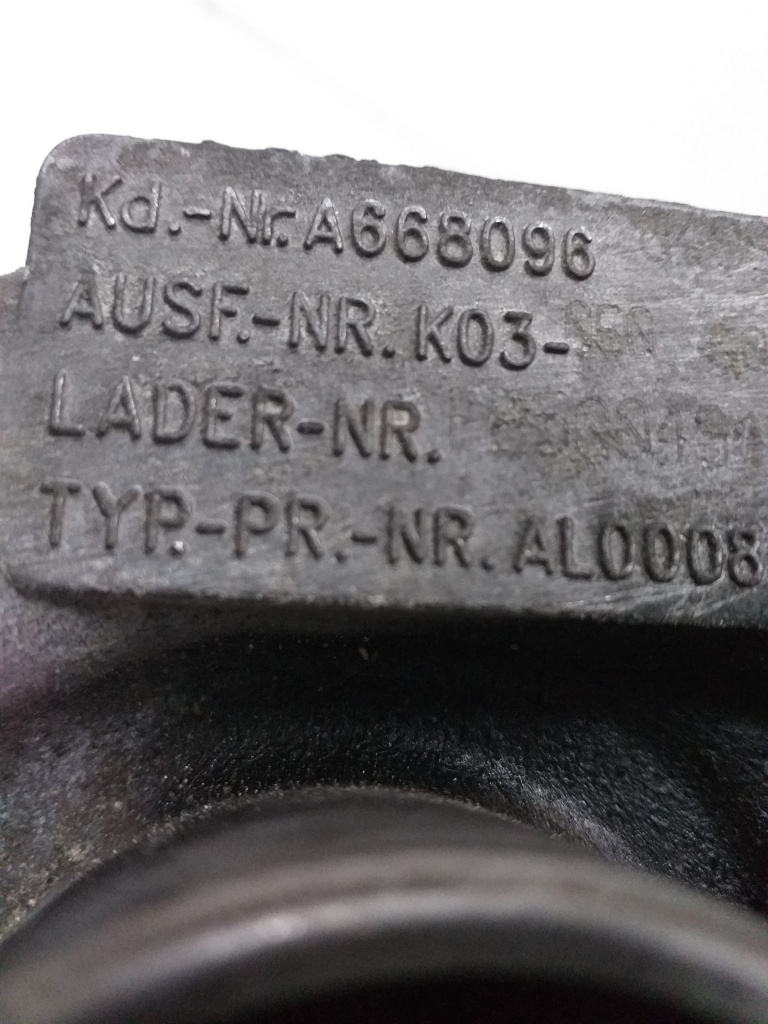 Kd.-Nr. A668096
AUSF.-NR. K03-
LADER-NR.
TYP.-PR.-NR. AL0008